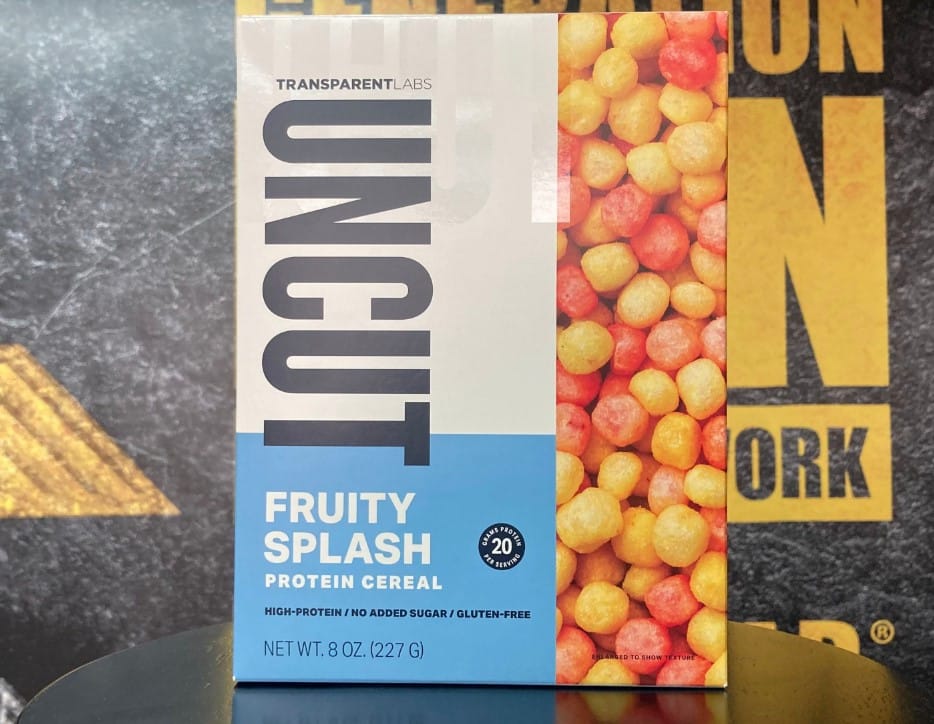 TRANSPARENTLABS
UNCUT
FRUITY
SPLASH
PROTEIN CEREAL
GRAMS PROTEIN
20
PER SERVING
HIGH-PROTEIN / NO ADDED SUGAR / GLUTEN-FREE
NET WT. 8 OZ. (227 G)
ENLARGED TO SHOW TEXTURE